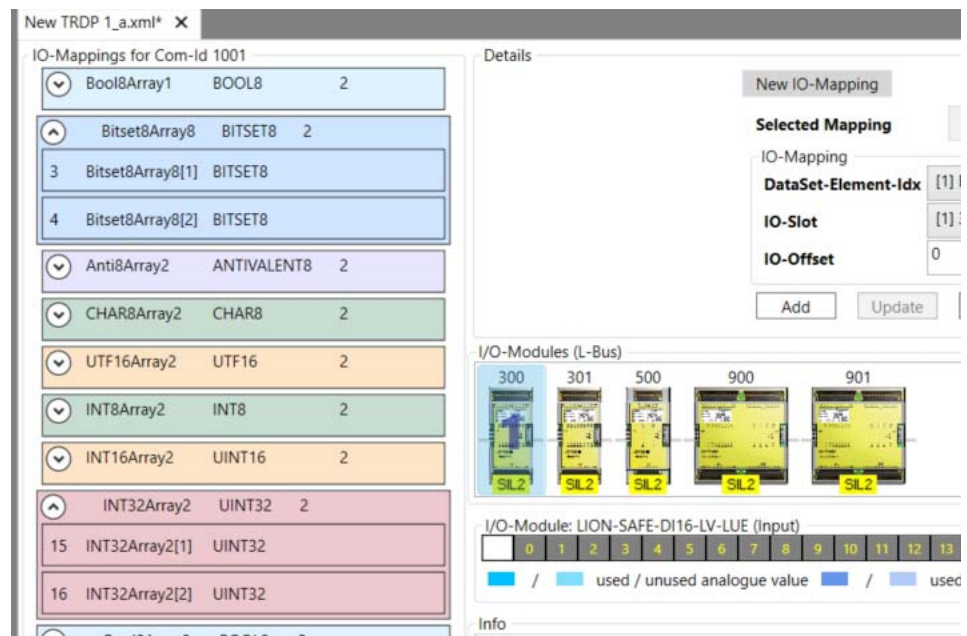 New TRDP 1_a.xml* X
IO-Mappings for Com-Id 1001
Bool8Array1 BOOL8 2
Bitset8Array8 BITSET8 2
3 Bitset8Array8[1] BITSET8
4 Bitset8Array8[2] BITSET8
Anti8Array2 ANTIVALENT8 2
CHAR8Array2 CHAR8 2
UTF16Array2 UTF16 2
INT8Array2 INT8 2
INT16Array2 UINT16 2
INT32Array2 UINT32 2
15 INT32Array2[1] UINT32
16 INT32Array2[2] UINT32
Details
New IO-Mapping
Selected Mapping
IO-Mapping
DataSet-Element-Idx [1]
IO-Slot [1]
IO-Offset 0
Add Update
I/O-Modules (L-Bus)
300 301 500 900 901
1
SIL2 SIL2 SIL2 SIL2 SIL2
I/O-Module: LION-SAFE-DI16-LV-LUE (Input)
0 1 2 3 4 5 6 7 8 9 10 11 12 13
/ used / unused analogue value / used
Info